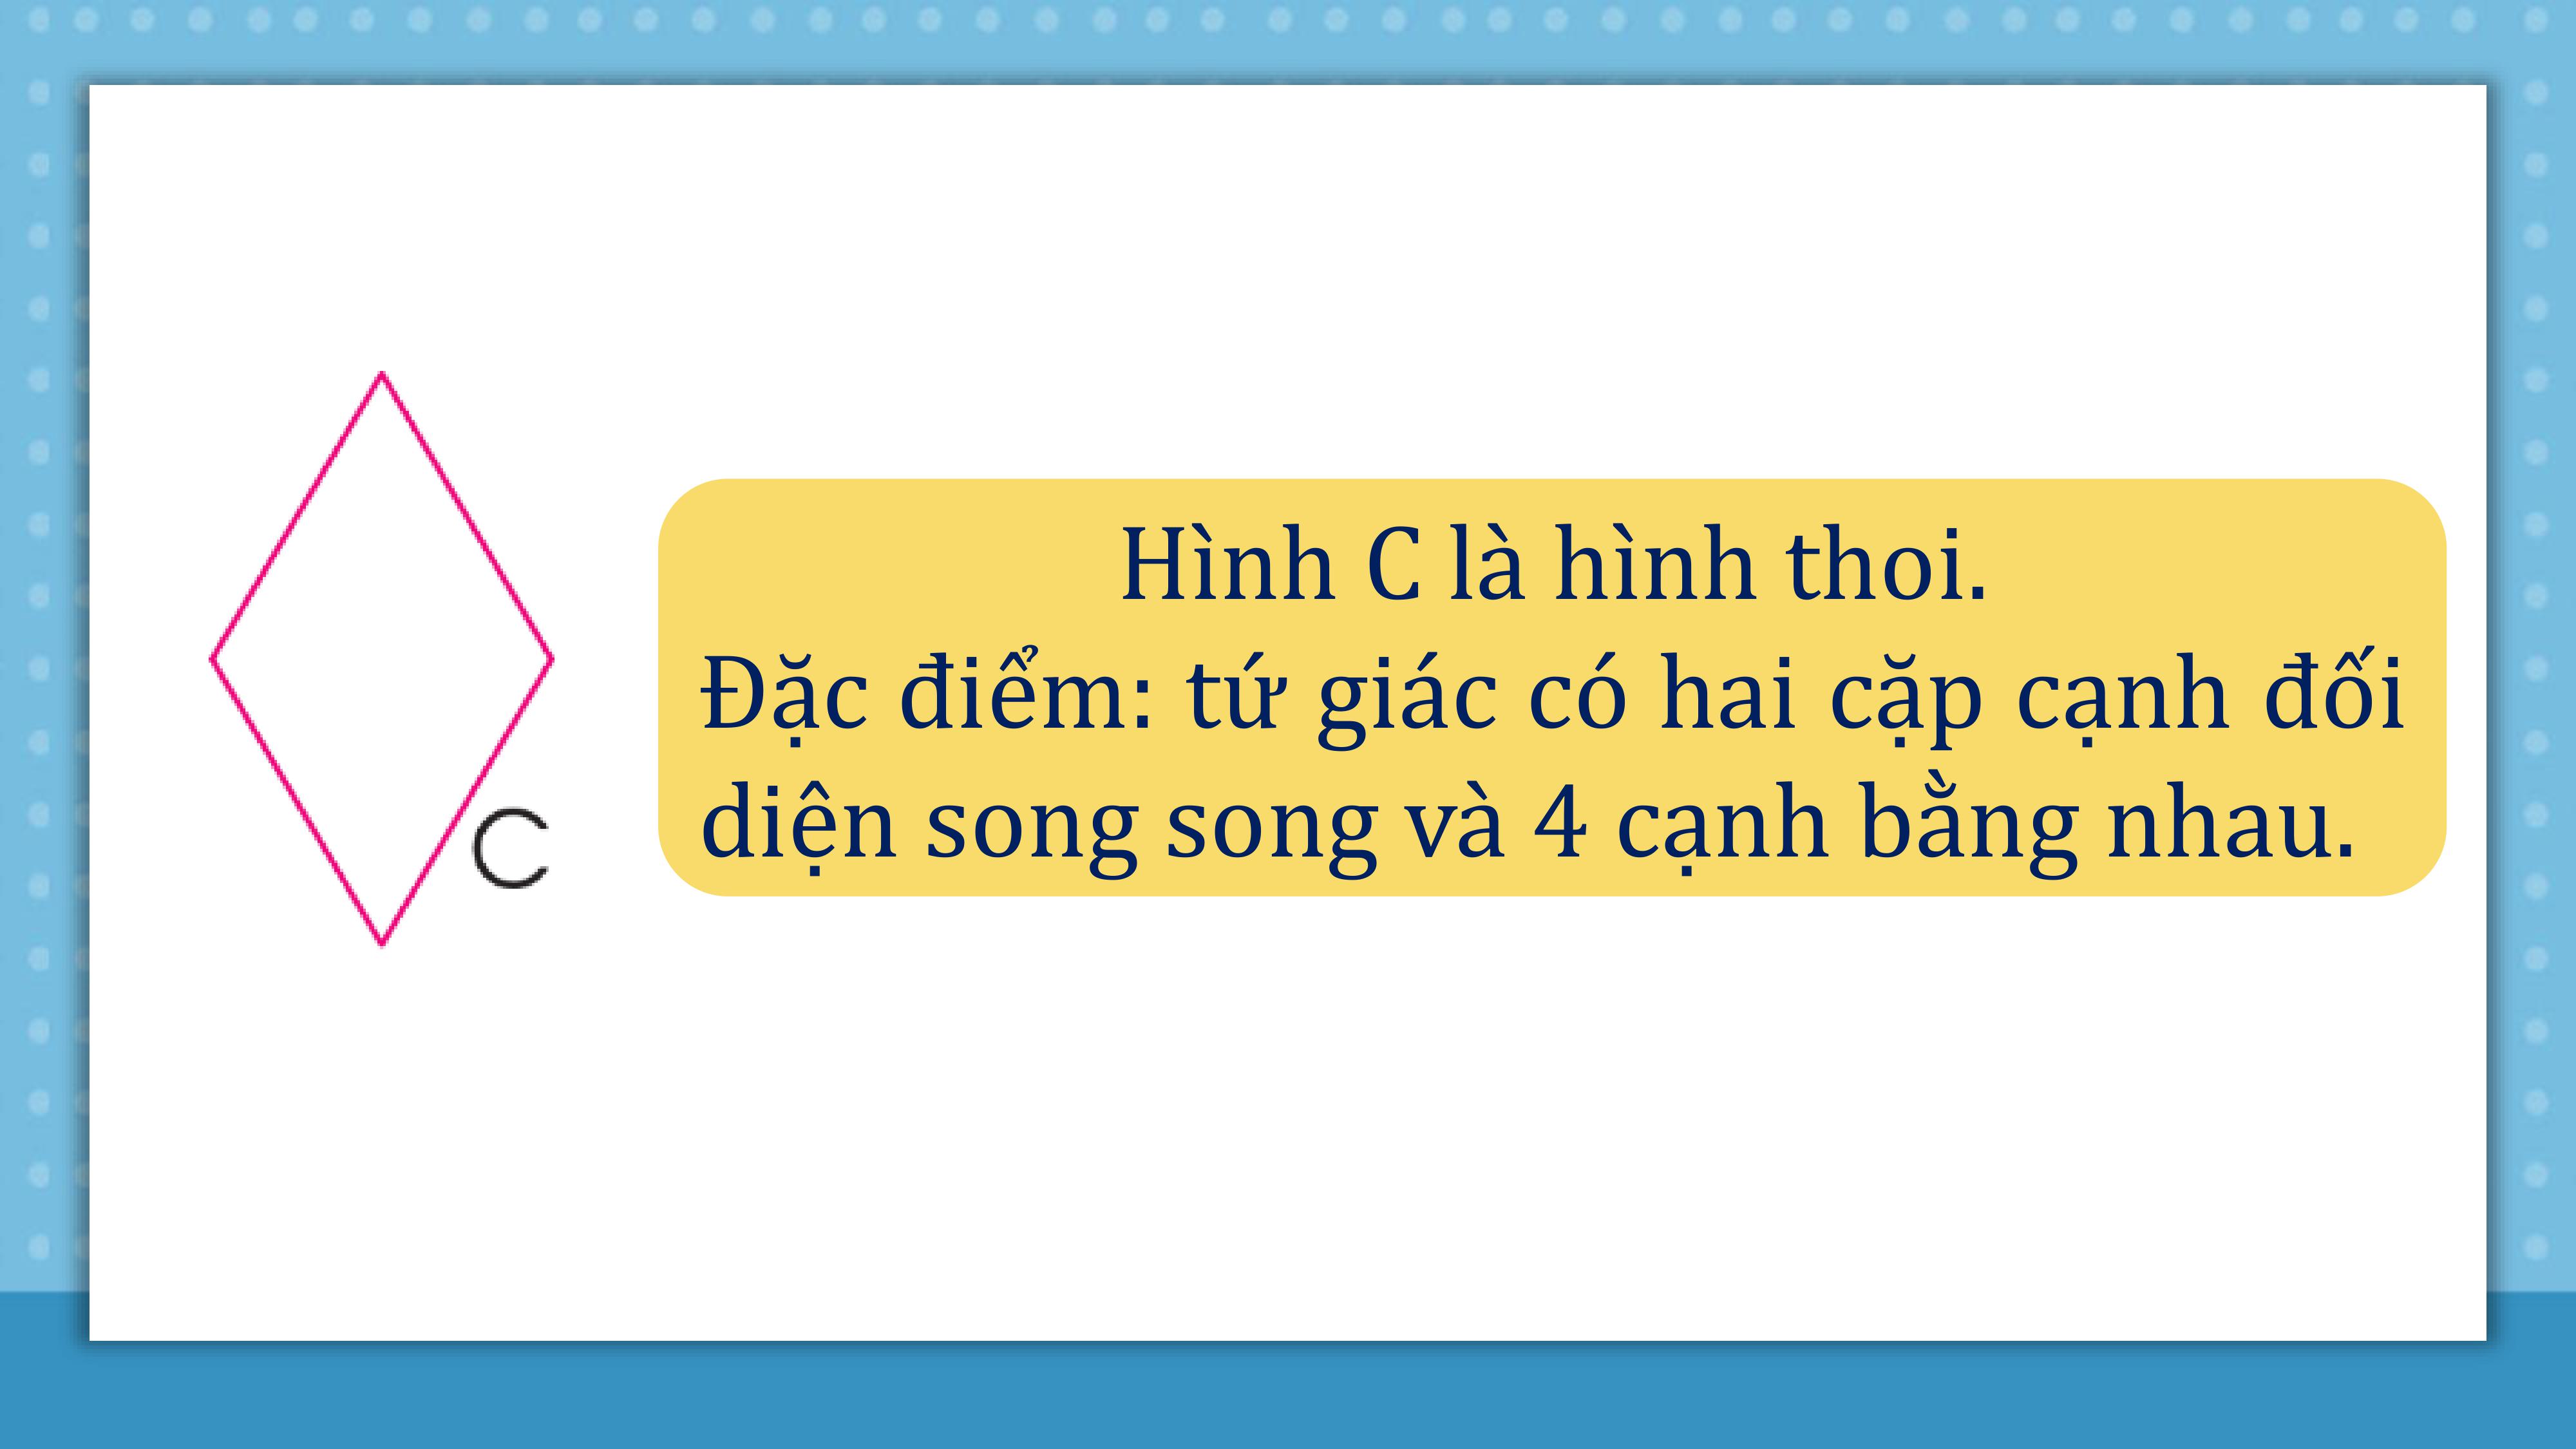 Hình C là hình thoi.
Đặc điểm: tứ giác có hai cặp cạnh đối
diện song song và 4 cạnh bằng nhau.
C